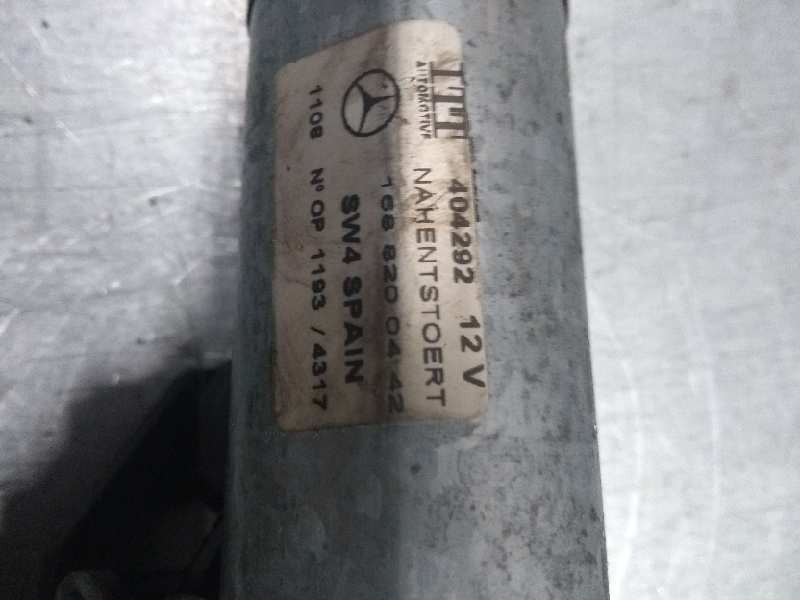 ITT
AUTOMOTIVE
404292 12 V
NAHENTSTOERT
168 820 04 42
SW4 SPAIN
1108 Nº OP 1193 / 4317